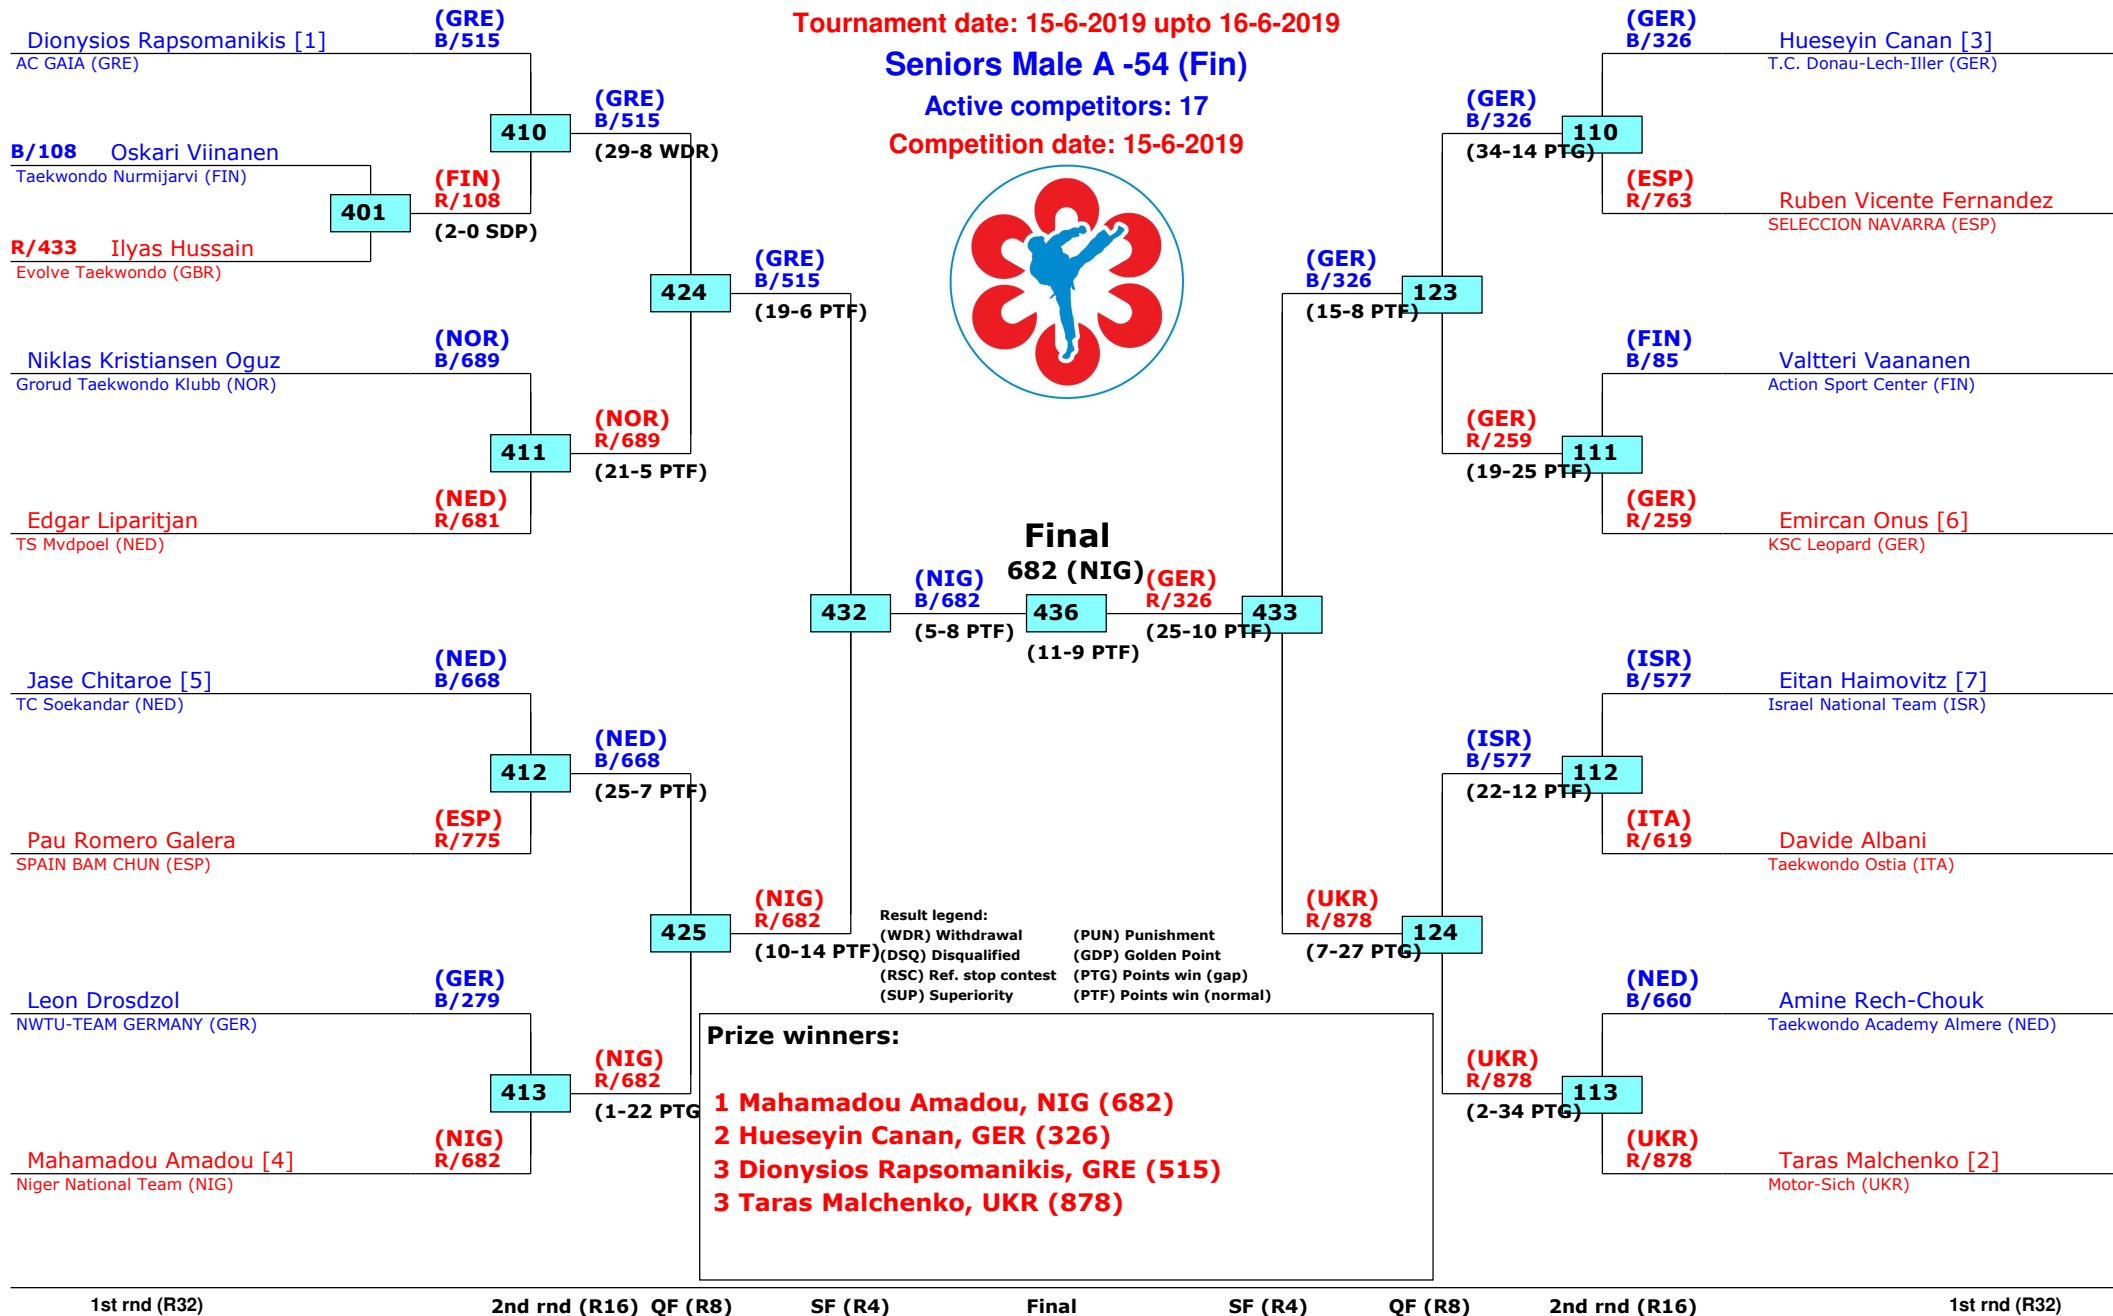 Tournament date: 15-6-2019 upto 16-6-2019
Seniors Male A -54 (Fin)
Active competitors: 17
Competition date: 15-6-2019
(GRE)
Dionysios Rapsomanikis [1] B/515
AC GAIA (GRE)
B/108 Oskari Viinanen
Taekwondo Nurmijarvi (FIN)
R/433 Ilyas Hussain
Evolve Taekwondo (GBR)
401
(FIN)
R/108
(2-0 SDP)
410
(GRE)
B/515
(29-8 WDR)
(NOR)
Niklas Kristiansen Oguz B/689
Grorud Taekwondo Klubb (NOR)
(NED)
Edgar Liparitjan R/681
TS Mvdpoel (NED)
411
(NOR)
R/689
(21-5 PTF)
424
(GRE)
B/515
(19-6 PTF)
(NED)
Jase Chitaroe [5] B/668
TC Soekandar (NED)
(ESP)
Pau Romero Galera R/775
SPAIN BAM CHUN (ESP)
412
(NED)
B/668
(25-7 PTF)
(GER)
Leon Drosdzol B/279
NWTU-TEAM GERMANY (GER)
(NIG)
Mahamadou Amadou [4] R/682
Niger National Team (NIG)
413
(NIG)
R/682
(1-22 PTG
425
(NIG)
R/682
(10-14 PTF)
432
(NIG)
B/682
(5-8 PTF)
Final
682 (NIG)
436
(11-9 PTF)
(GER)
R/326
(25-10 PTF)
433
(GER)
B/326 Hueseyin Canan [3]
T.C. Donau-Lech-Iller (GER)
(ESP)
R/763 Ruben Vicente Fernandez
SELECCION NAVARRA (ESP)
110
(GER)
B/326
(34-14 PTG)
(FIN)
B/85 Valtteri Vaananen
Action Sport Center (FIN)
(GER)
R/259 Emircan Onus [6]
KSC Leopard (GER)
111
(GER)
R/259
(19-25 PTF)
123
(GER)
B/326
(15-8 PTF)
(ISR)
B/577 Eitan Haimovitz [7]
Israel National Team (ISR)
(ITA)
R/619 Davide Albani
Taekwondo Ostia (ITA)
112
(ISR)
B/577
(22-12 PTF)
(NED)
B/660 Amine Rech-Chouk
Taekwondo Academy Almere (NED)
(UKR)
R/878 Taras Malchenko [2]
Motor-Sich (UKR)
113
(UKR)
R/878
(2-34 PTG)
124
(UKR)
R/878
(7-27 PTG)
Result legend:
(WDR) Withdrawal (PUN) Punishment
(DSQ) Disqualified (GDP) Golden Point
(RSC) Ref. stop contest (PTG) Points win (gap)
(SUP) Superiority (PTF) Points win (normal)
Prize winners:
1 Mahamadou Amadou, NIG (682)
2 Hueseyin Canan, GER (326)
3 Dionysios Rapsomanikis, GRE (515)
3 Taras Malchenko, UKR (878)
1st rnd (R32) 2nd rnd (R16) QF (R8) SF (R4) Final SF (R4) QF (R8) 2nd rnd (R16) 1st rnd (R32)